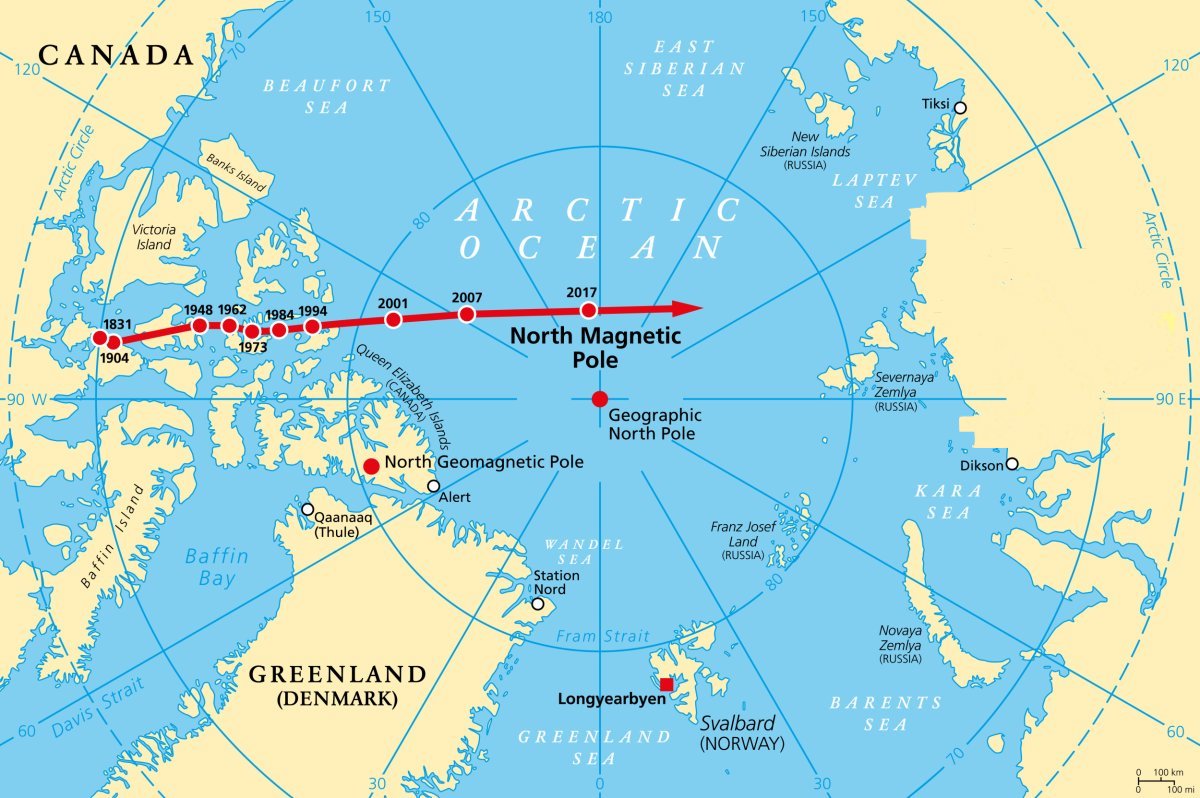 150
180
150
CANADA
120
70
EAST
SIBERIAN
SEA
120
BEAUFORT
SEA
Tiksi
New
Siberian Islands
(RUSSIA)
Arctic Circle
Banks Island
LAPTEV
SEA
80
ARCTIC
OCEAN
Victoria
Island
Arctic Circle
1831
1904
1948
1962
1973
1984
1994
2001
2007
2017
North Magnetic
Pole
Queen Elizabeth Islands
(CANADA)
Severnaya
Zemlya
(RUSSIA)
90 W
90 E
Geographic
North Pole
North Geomagnetic Pole
Dikson
Alert
KARA
SEA
Baffin Island
Qaanaaq
(Thule)
Franz Josef
Land
(RUSSIA)
Baffin
Bay
WANDEL
SEA
Station
Nord
80
Fram Strait
Novaya
Zemlya
(RUSSIA)
GREENLAND
(DENMARK)
Longyearbyen
Davis Strait
Svalbard
(NORWAY)
BARENTS
SEA
60
GREENLAND
SEA
60
70
30
0
30
0 100 km
0 100 mi